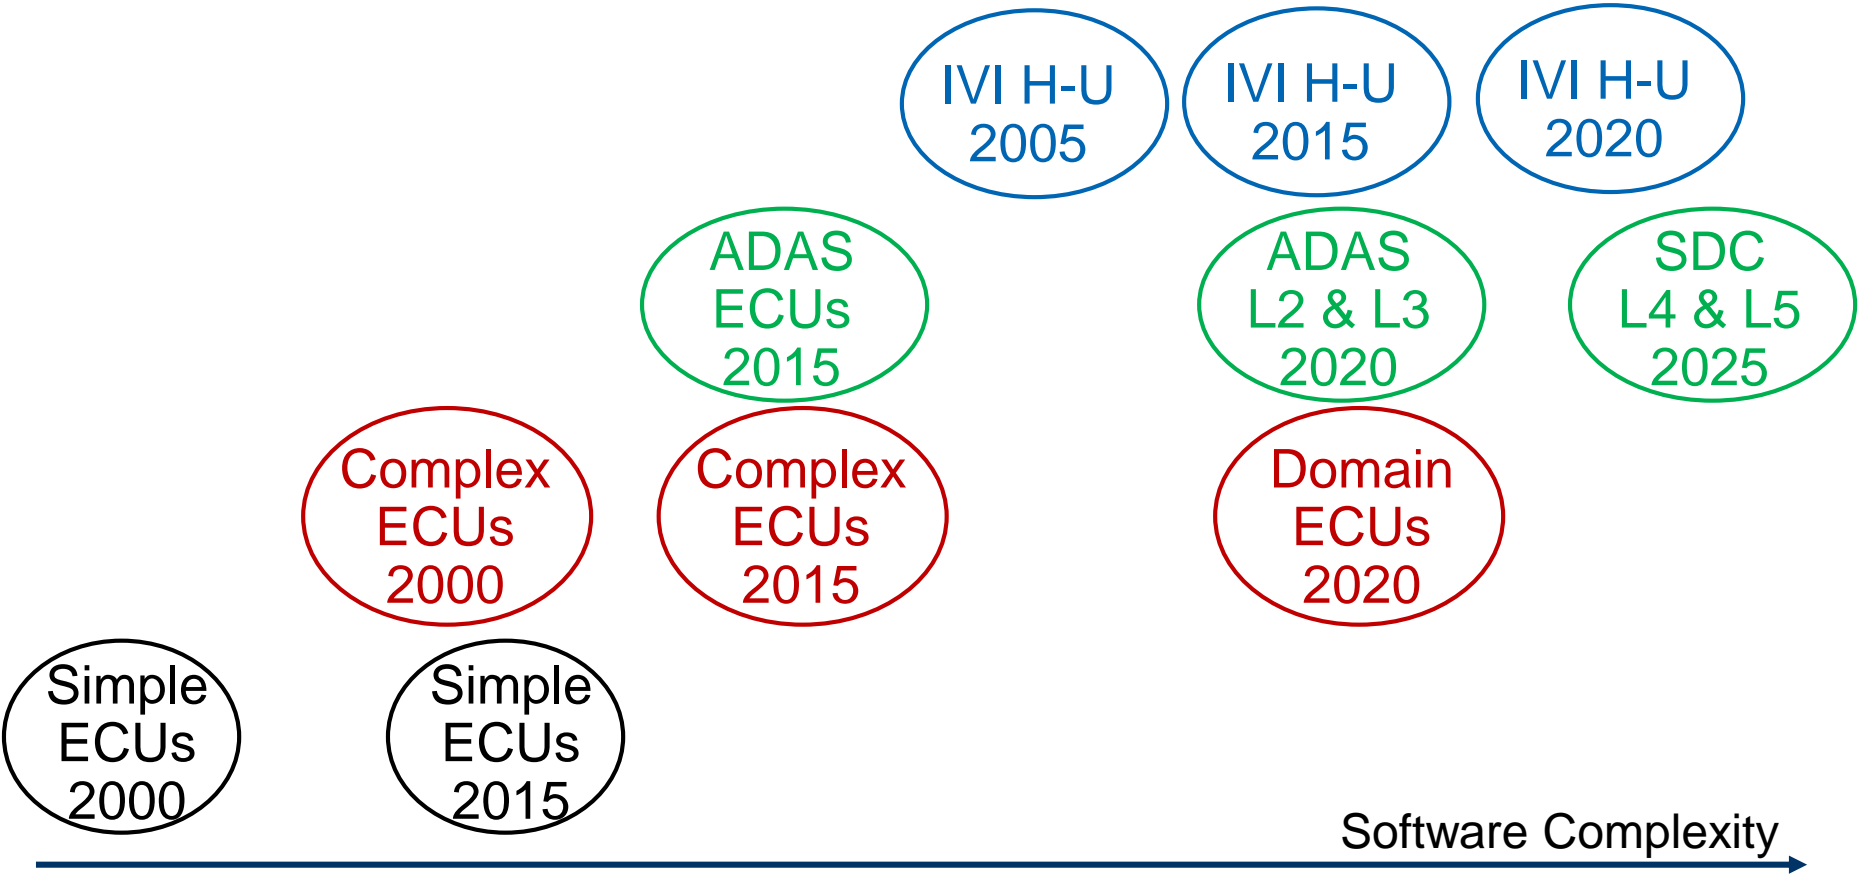 IVI H-U
2005
IVI H-U
2015
IVI H-U
2020
ADAS
ECUs
2015
ADAS
L2 & L3
2020
SDC
L4 & L5
2025
Complex
ECUs
2000
Complex
ECUs
2015
Domain
ECUs
2020
Simple
ECUs
2000
Simple
ECUs
2015
Software Complexity